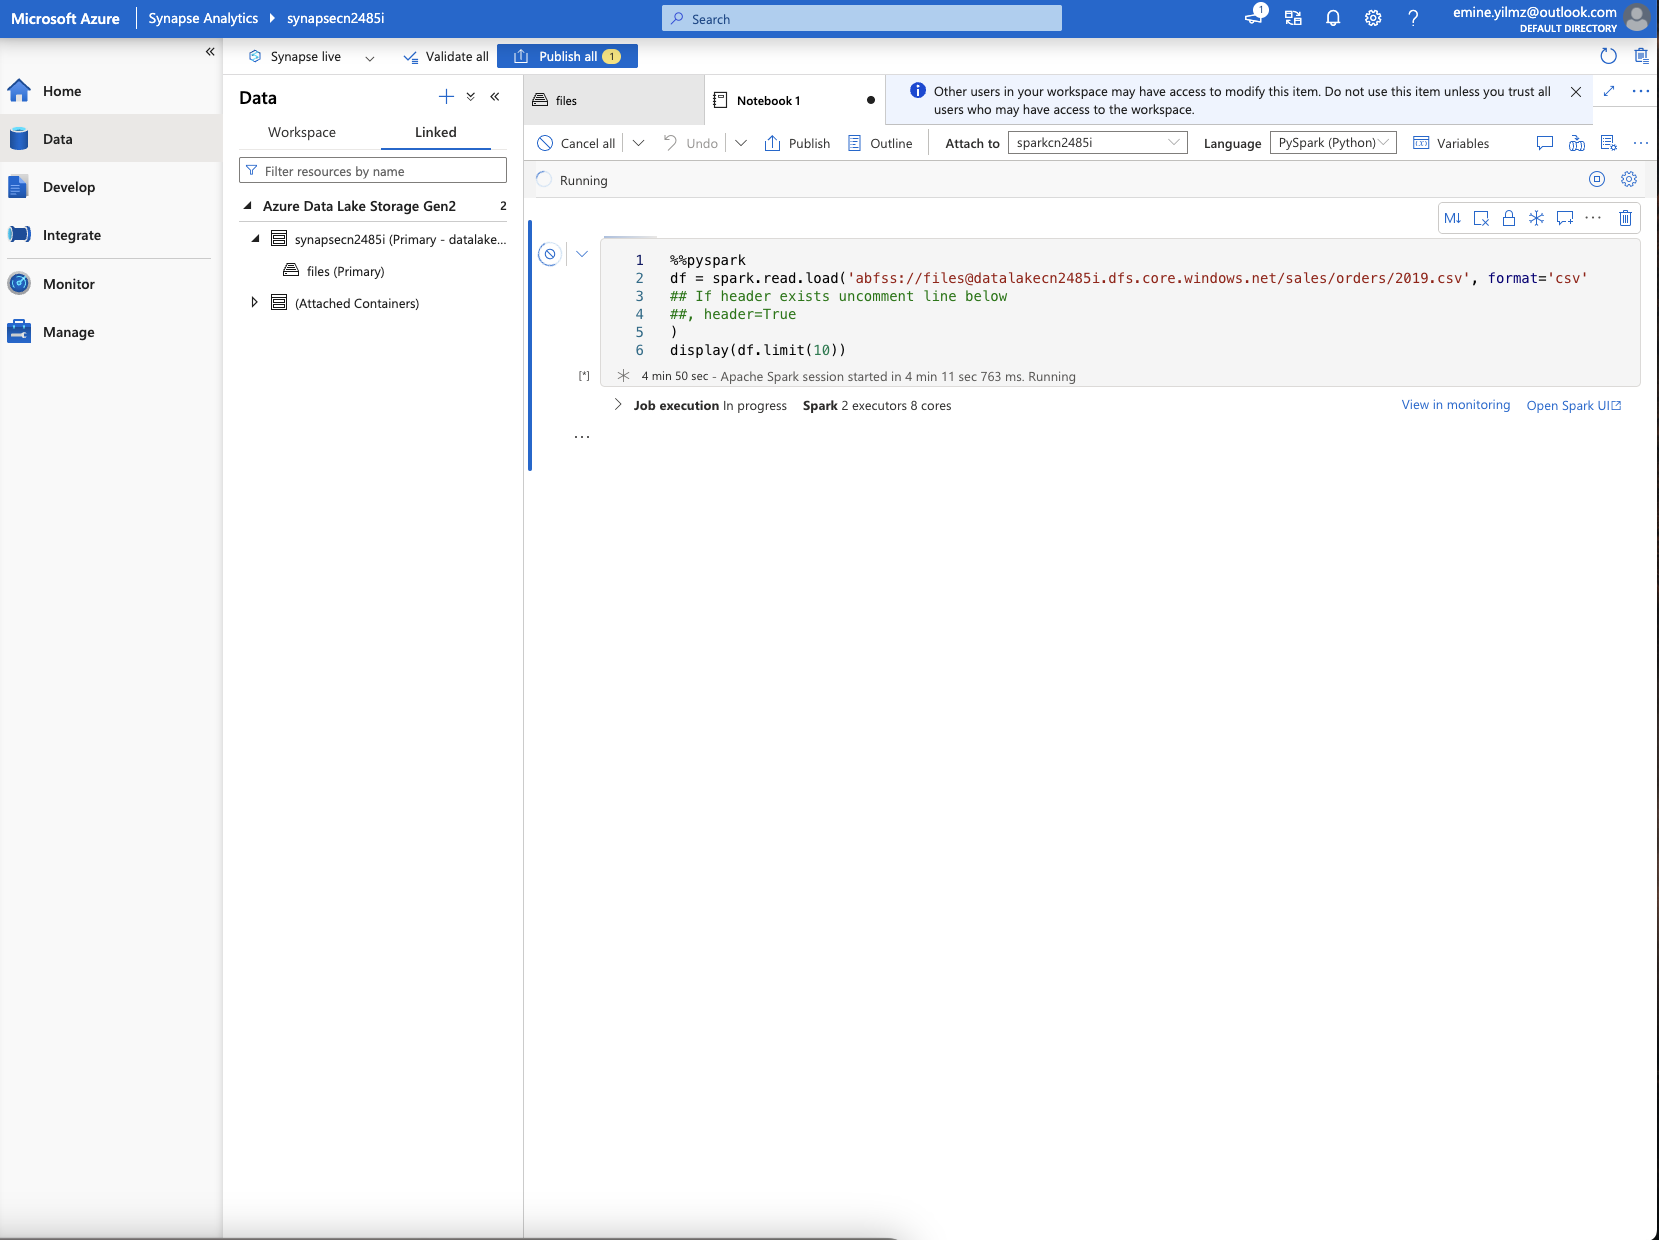 Microsoft Azure
Synapse Analytics
synapsecn2485i
Search
1
?
emine.yilmz@outlook.com
DEFAULT DIRECTORY
«
Home
Data
Develop
Integrate
Monitor
Manage
Synapse live
Validate all
Publish all 1
Data
Workspace
Linked
Filter resources by name
Azure Data Lake Storage Gen2 2
synapsecn2485i (Primary - datalake...
files (Primary)
(Attached Containers)
files
Notebook 1
Other users in your workspace may have access to modify this item. Do not use this item unless you trust all
users who may have access to the workspace.
Cancel all
Undo
Publish
Outline
Attach to
sparkcn2485i
Language
PySpark (Python)
Variables
Running
M↓
1 %%pyspark
2 df = spark.read.load('abfss://files@datalakecn2485i.dfs.core.windows.net/sales/orders/2019.csv', format='csv'
3 ## If header exists uncomment line below
4 ##, header=True
5 )
6 display(df.limit(10))
[*]
4 min 50 sec - Apache Spark session started in 4 min 11 sec 763 ms. Running
Job execution In progress Spark 2 executors 8 cores
View in monitoring
Open Spark UI
...